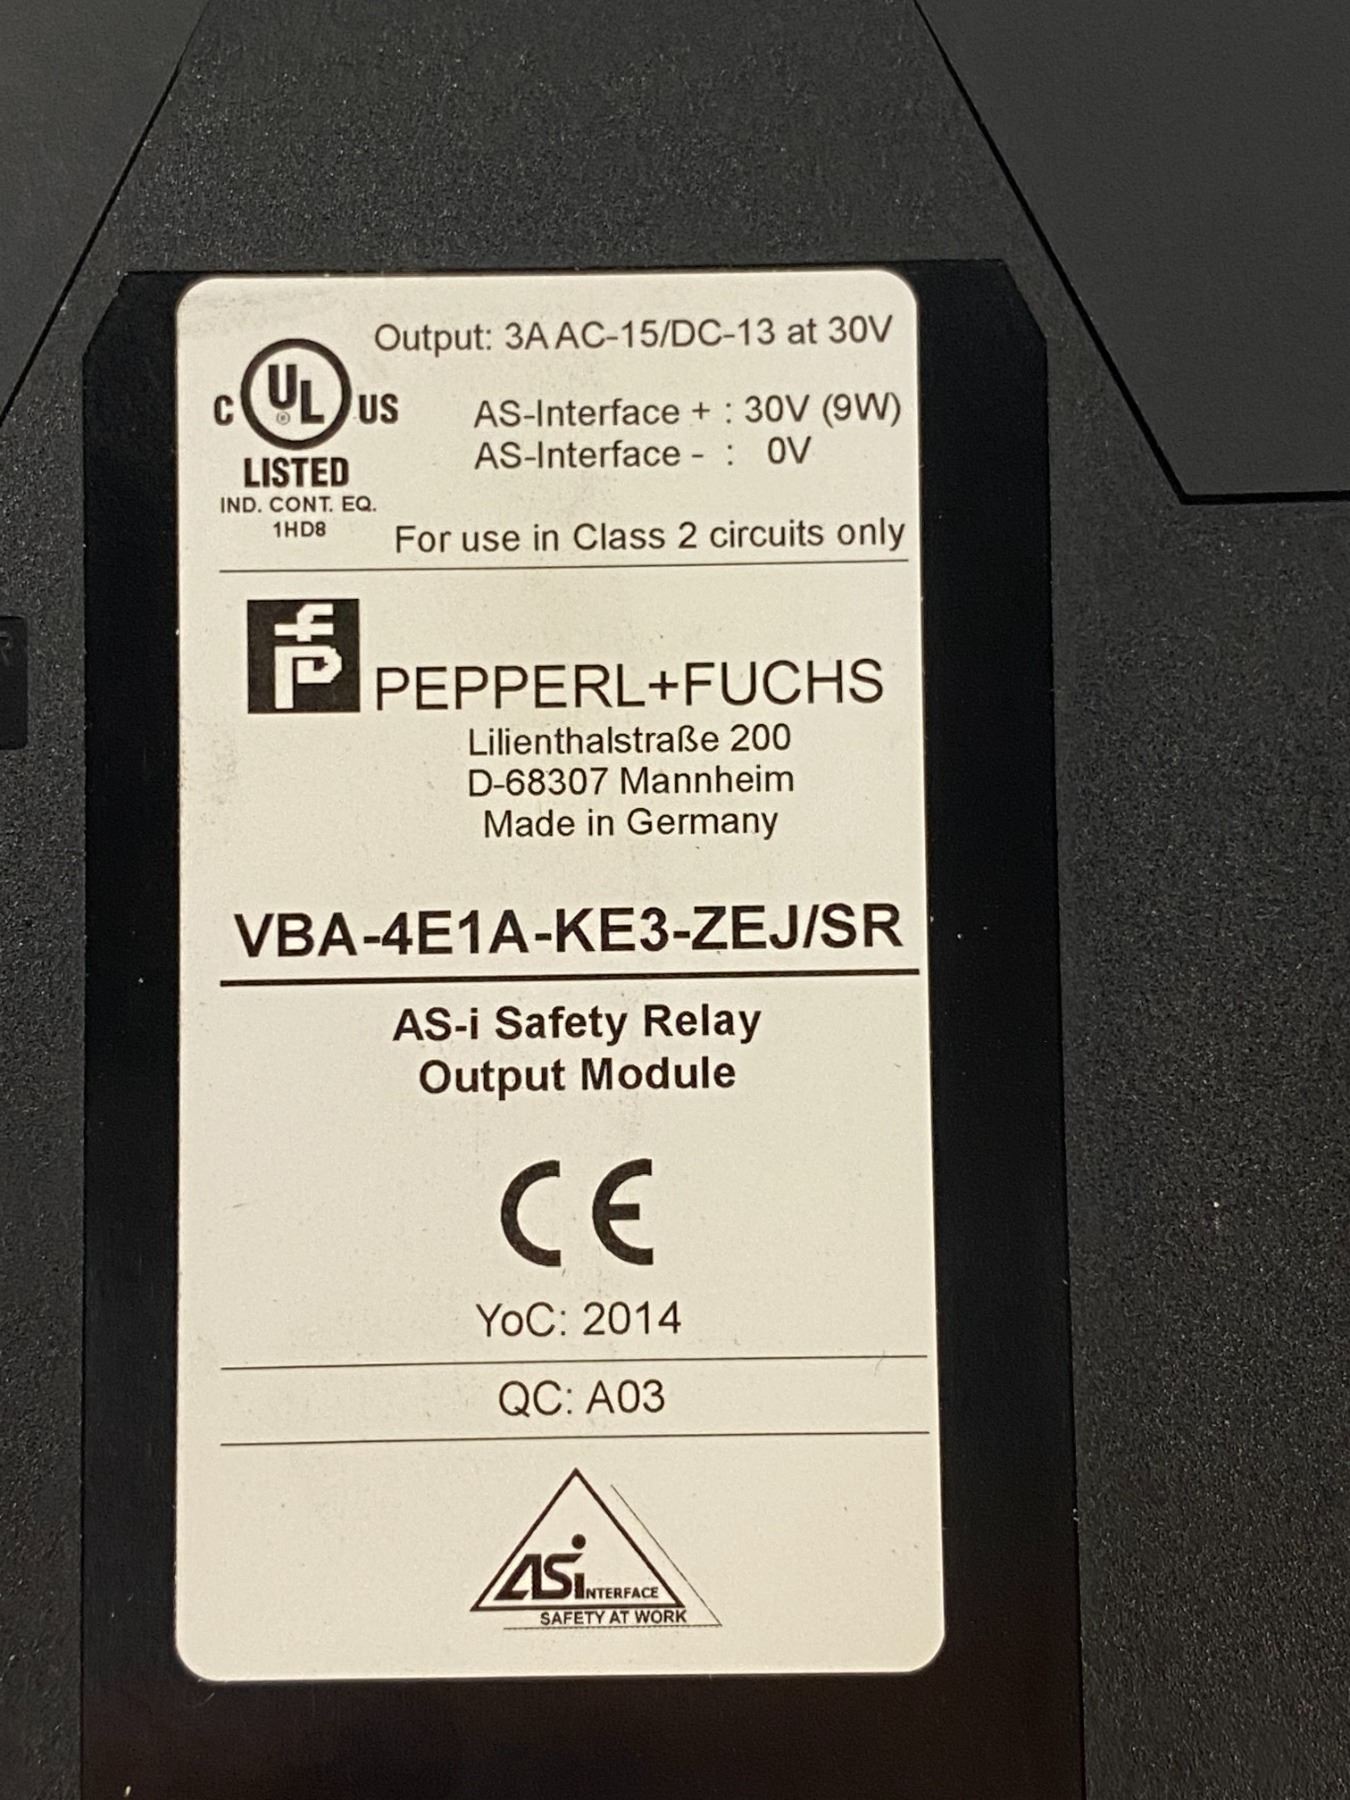 Output: 3A AC-15/DC-13 at 30V
C UL ® US
LISTED
IND. CONT. EQ.
1HD8
AS-Interface + : 30V (9W)
AS-Interface - : 0V
For use in Class 2 circuits only
PEPPERL+FUCHS
Lilienthalstraße 200
D-68307 Mannheim
Made in Germany
VBA-4E1A-KE3-ZEJ/SR
AS-i Safety Relay
Output Module
CE
YoC: 2014
QC: A03
ASi INTERFACE
SAFETY AT WORK